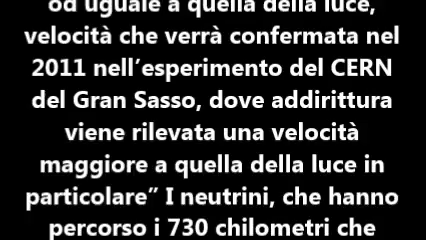 od uguale a quella della luce,
velocità che verrà confermata nel
2011 nell’esperimento del CERN
del Gran Sasso, dove addirittura
viene rilevata una velocità
maggiore a quella della luce in
particolare” I neutrini, che hanno
percorso i 730 chilometri che